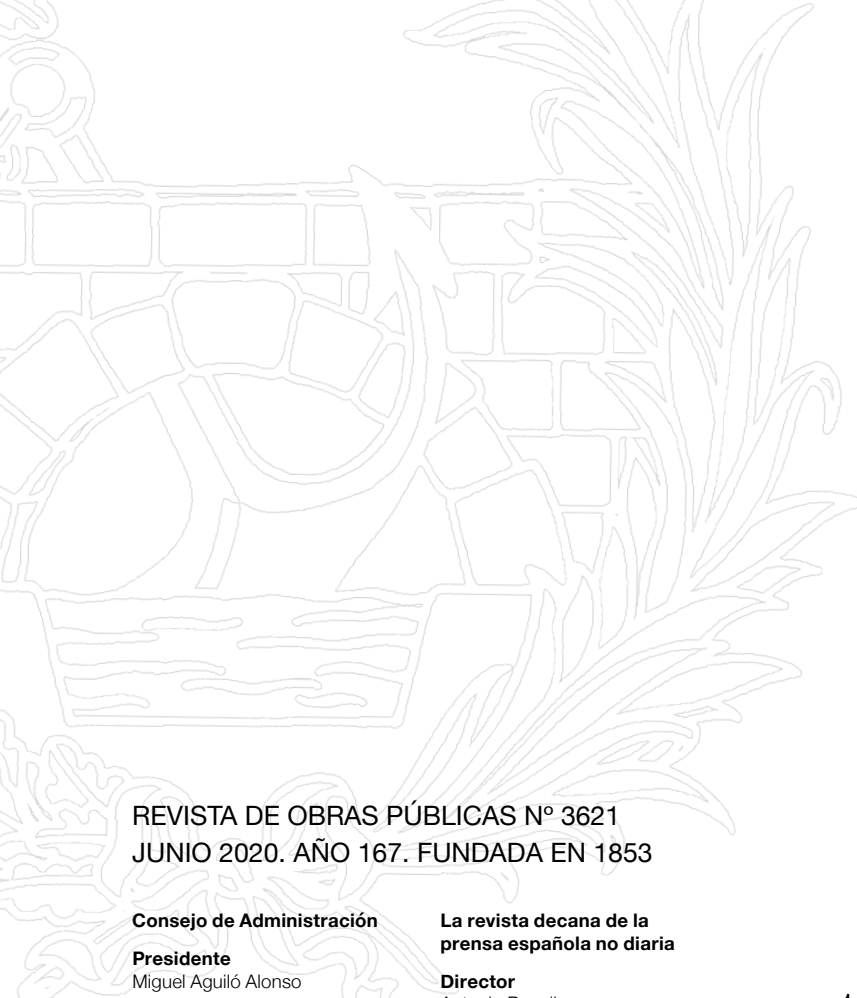 REVISTA DE OBRAS PÚBLICAS Nº 3621
JUNIO 2020. AÑO 167. FUNDADA EN 1853
Consejo de Administración
Presidente
Miguel Aguiló Alonso
La revista decana de la
prensa española no diaria
Director